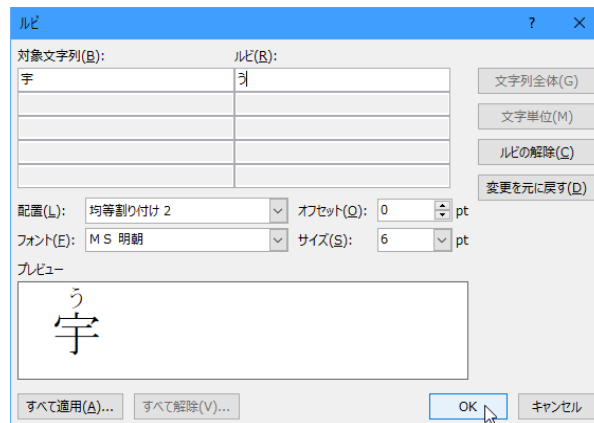 ルビ ? ×
対象文字列(B): ルビ(R):
宇 う
文字列全体(G)
文字単位(M)
ルビの解除(C)
変更を元に戻す(D)
配置(L): 均等割り付け 2 オフセット(O): 0 pt
フォント(F): ＭＳ 明朝 サイズ(S): 6 pt
プレビュー
う
宇
すべて適用(A)... すべて解除(V)... OK キャンセル